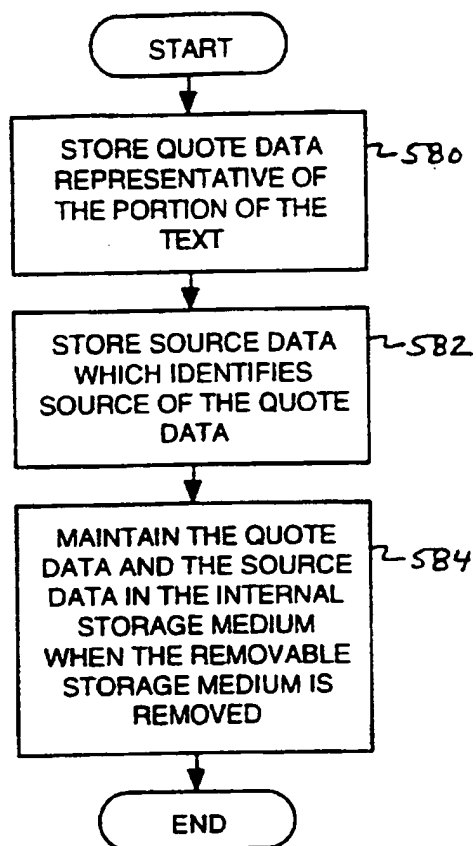 START
STORE QUOTE DATA
REPRESENTATIVE OF
THE PORTION OF THE
TEXT
580
STORE SOURCE DATA
WHICH IDENTIFIES
SOURCE OF THE QUOTE
DATA
582
MAINTAIN THE QUOTE
DATA AND THE SOURCE
DATA IN THE INTERNAL
STORAGE MEDIUM
WHEN THE REMOVABLE
STORAGE MEDIUM IS
REMOVED
584
END